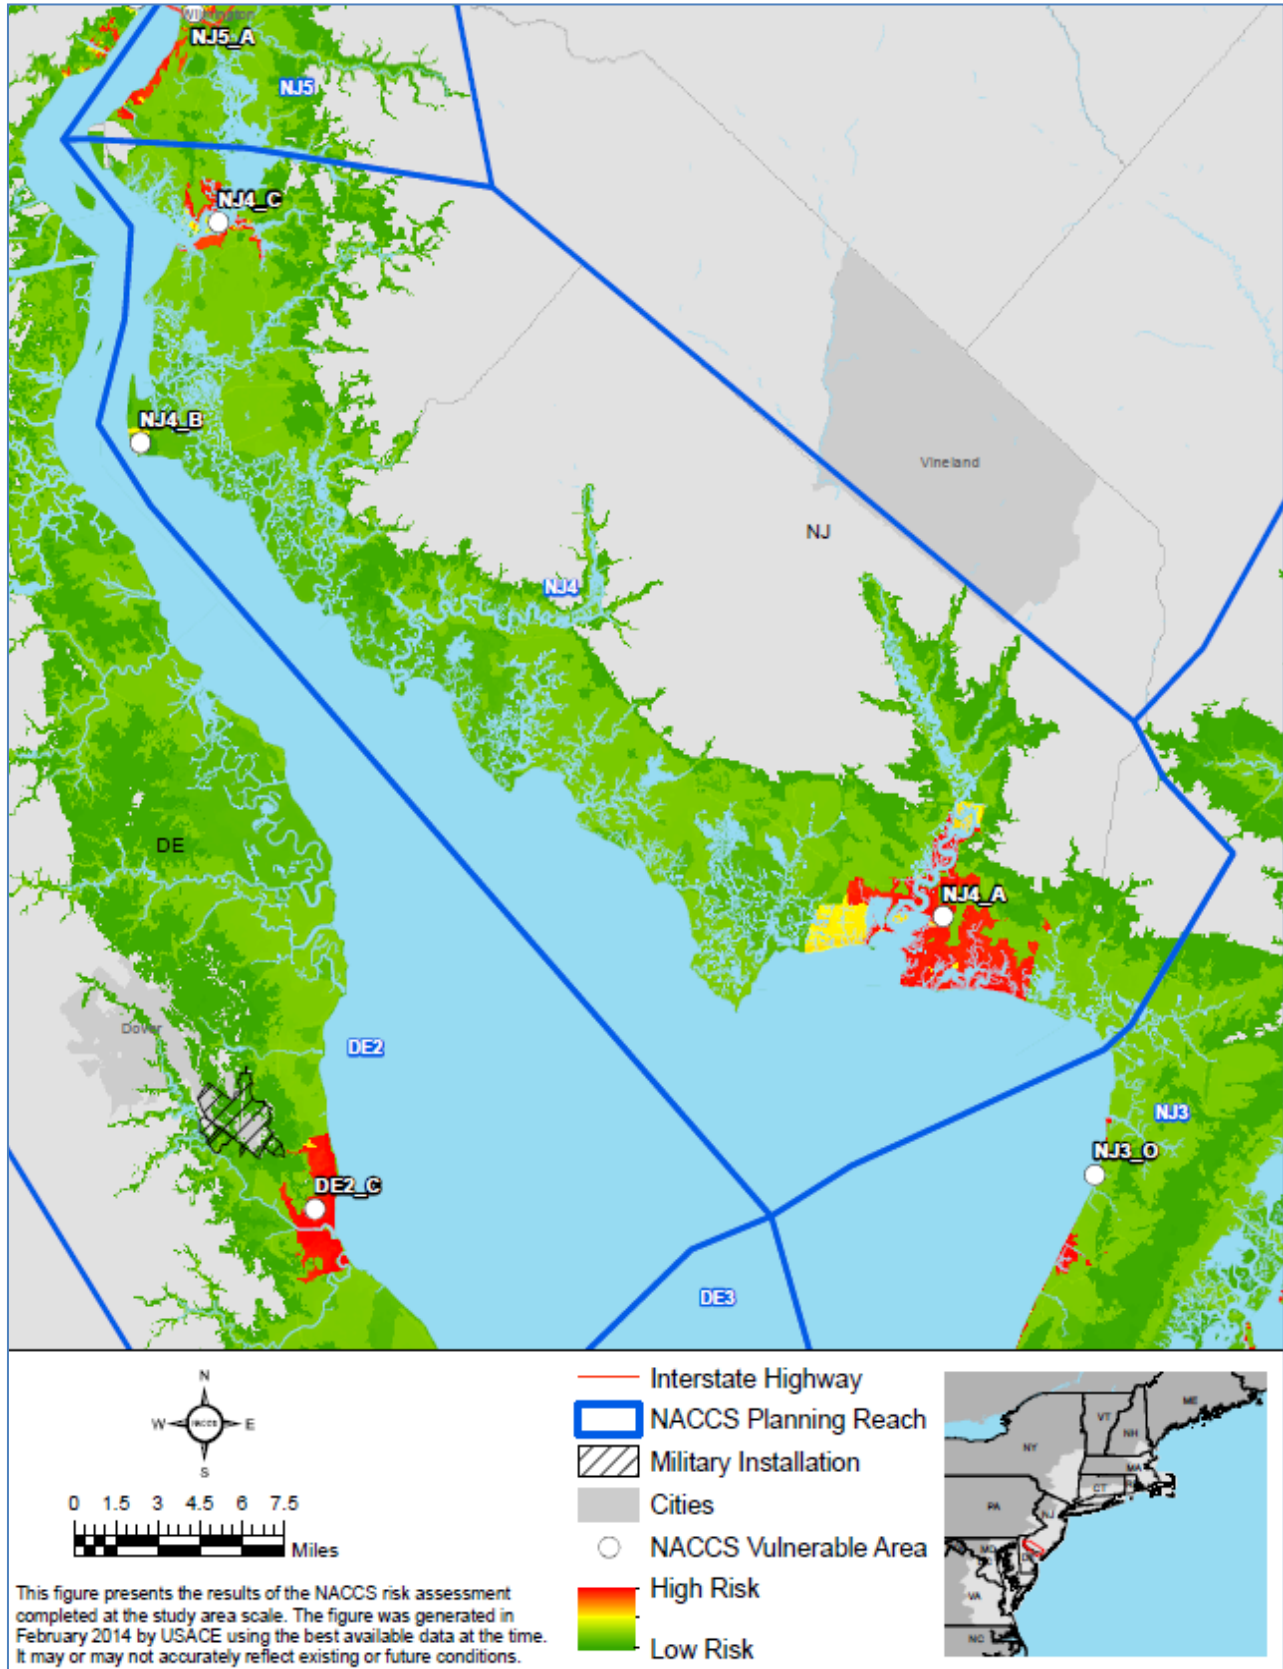 Wilmington
NJ5_A
NJ5
NJ4_C
NJ4_B
Vineland
NJ
NJ4
DE
NJ4_A
Dover
DE2
NJ3
NJ3_O
DE2_C
DE3
N
W
NACCS
E
S
0 1.5 3 4.5 6 7.5
Miles
This figure presents the results of the NACCS risk assessment
completed at the study area scale. The figure was generated in
February 2014 by USACE using the best available data at the time.
It may or may not accurately reflect existing or future conditions.
Interstate Highway
NACCS Planning Reach
Military Installation
Cities
NACCS Vulnerable Area
High Risk
Low Risk
ME
VT
NH
NY
MA
CT
PA
NJ
VA
NC